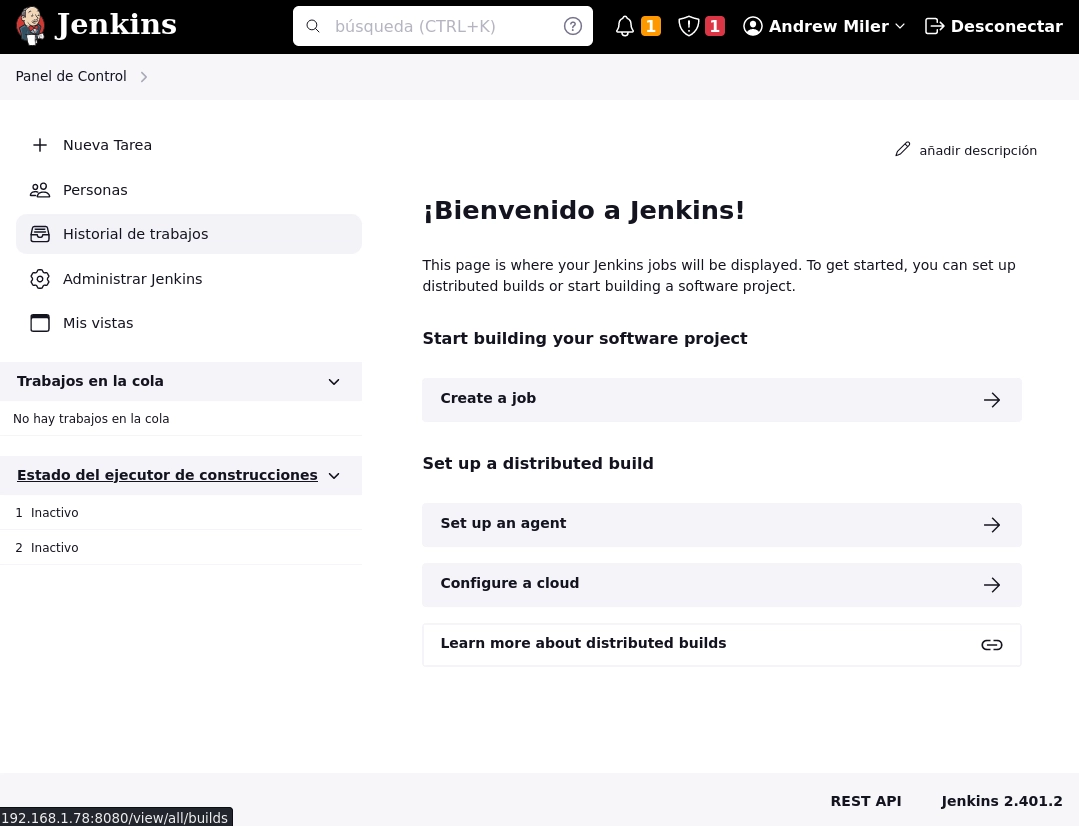 Jenkins
búsqueda (CTRL+K)
?
1
1
Andrew Miler
Desconectar
Panel de Control
Nueva Tarea
Personas
Historial de trabajos
Administrar Jenkins
Mis vistas
Trabajos en la cola
No hay trabajos en la cola
Estado del ejecutor de construcciones
1 Inactivo
2 Inactivo
añadir descripción
¡Bienvenido a Jenkins!
This page is where your Jenkins jobs will be displayed. To get started, you can set up
distributed builds or start building a software project.
Start building your software project
Create a job
Set up a distributed build
Set up an agent
Configure a cloud
Learn more about distributed builds
REST API
Jenkins 2.401.2
192.168.1.78:8080/view/all/builds